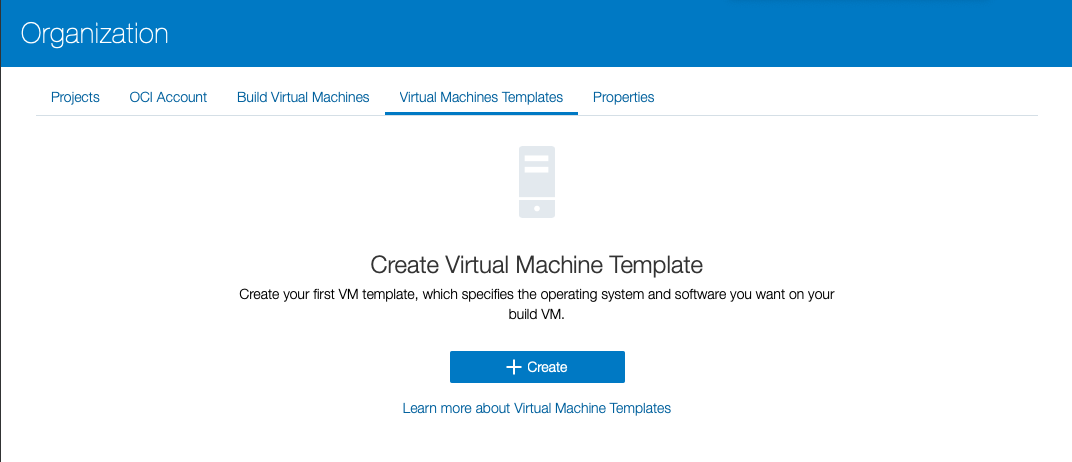 Organization
Projects OCI Account Build Virtual Machines Virtual Machines Templates Properties
Create Virtual Machine Template
Create your first VM template, which specifies the operating system and software you want on your
build VM.
+ Create
Learn more about Virtual Machine Templates